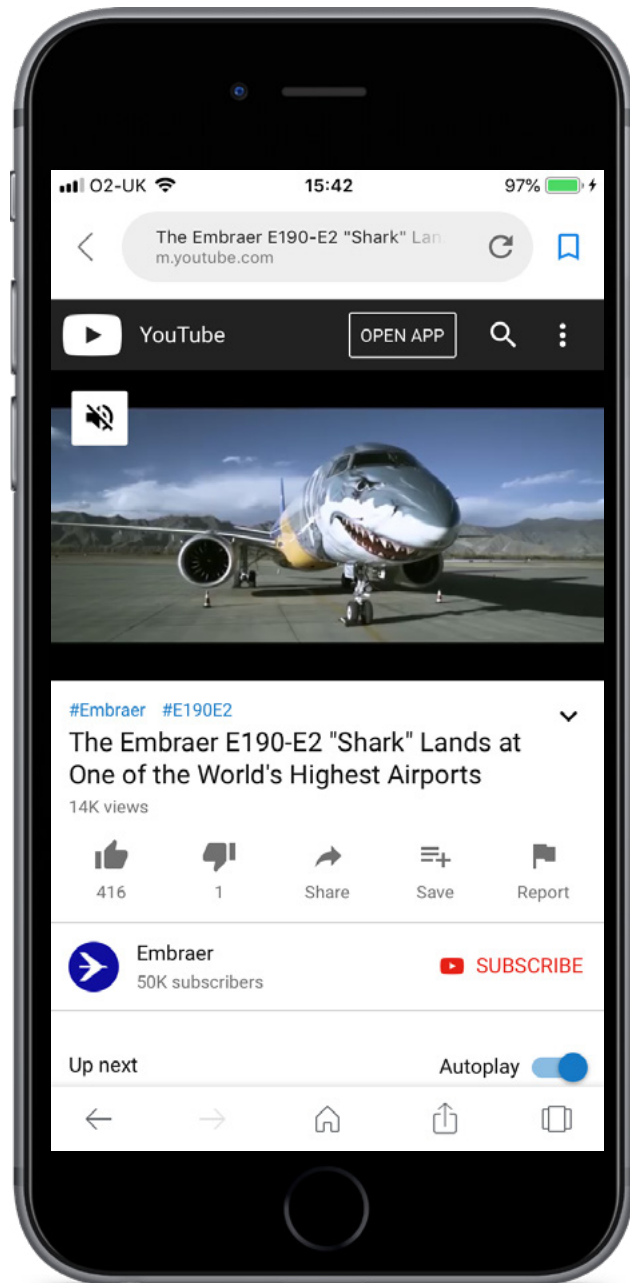 O2-UK 15:42 97%
The Embraer E190-E2 "Shark" Lan
m.youtube.com
YouTube OPEN APP
#Embraer #E190E2
The Embraer E190-E2 "Shark" Lands at
One of the World's Highest Airports
14K views
416 1 Share Save Report
Embraer
50K subscribers
SUBSCRIBE
Up next Autoplay